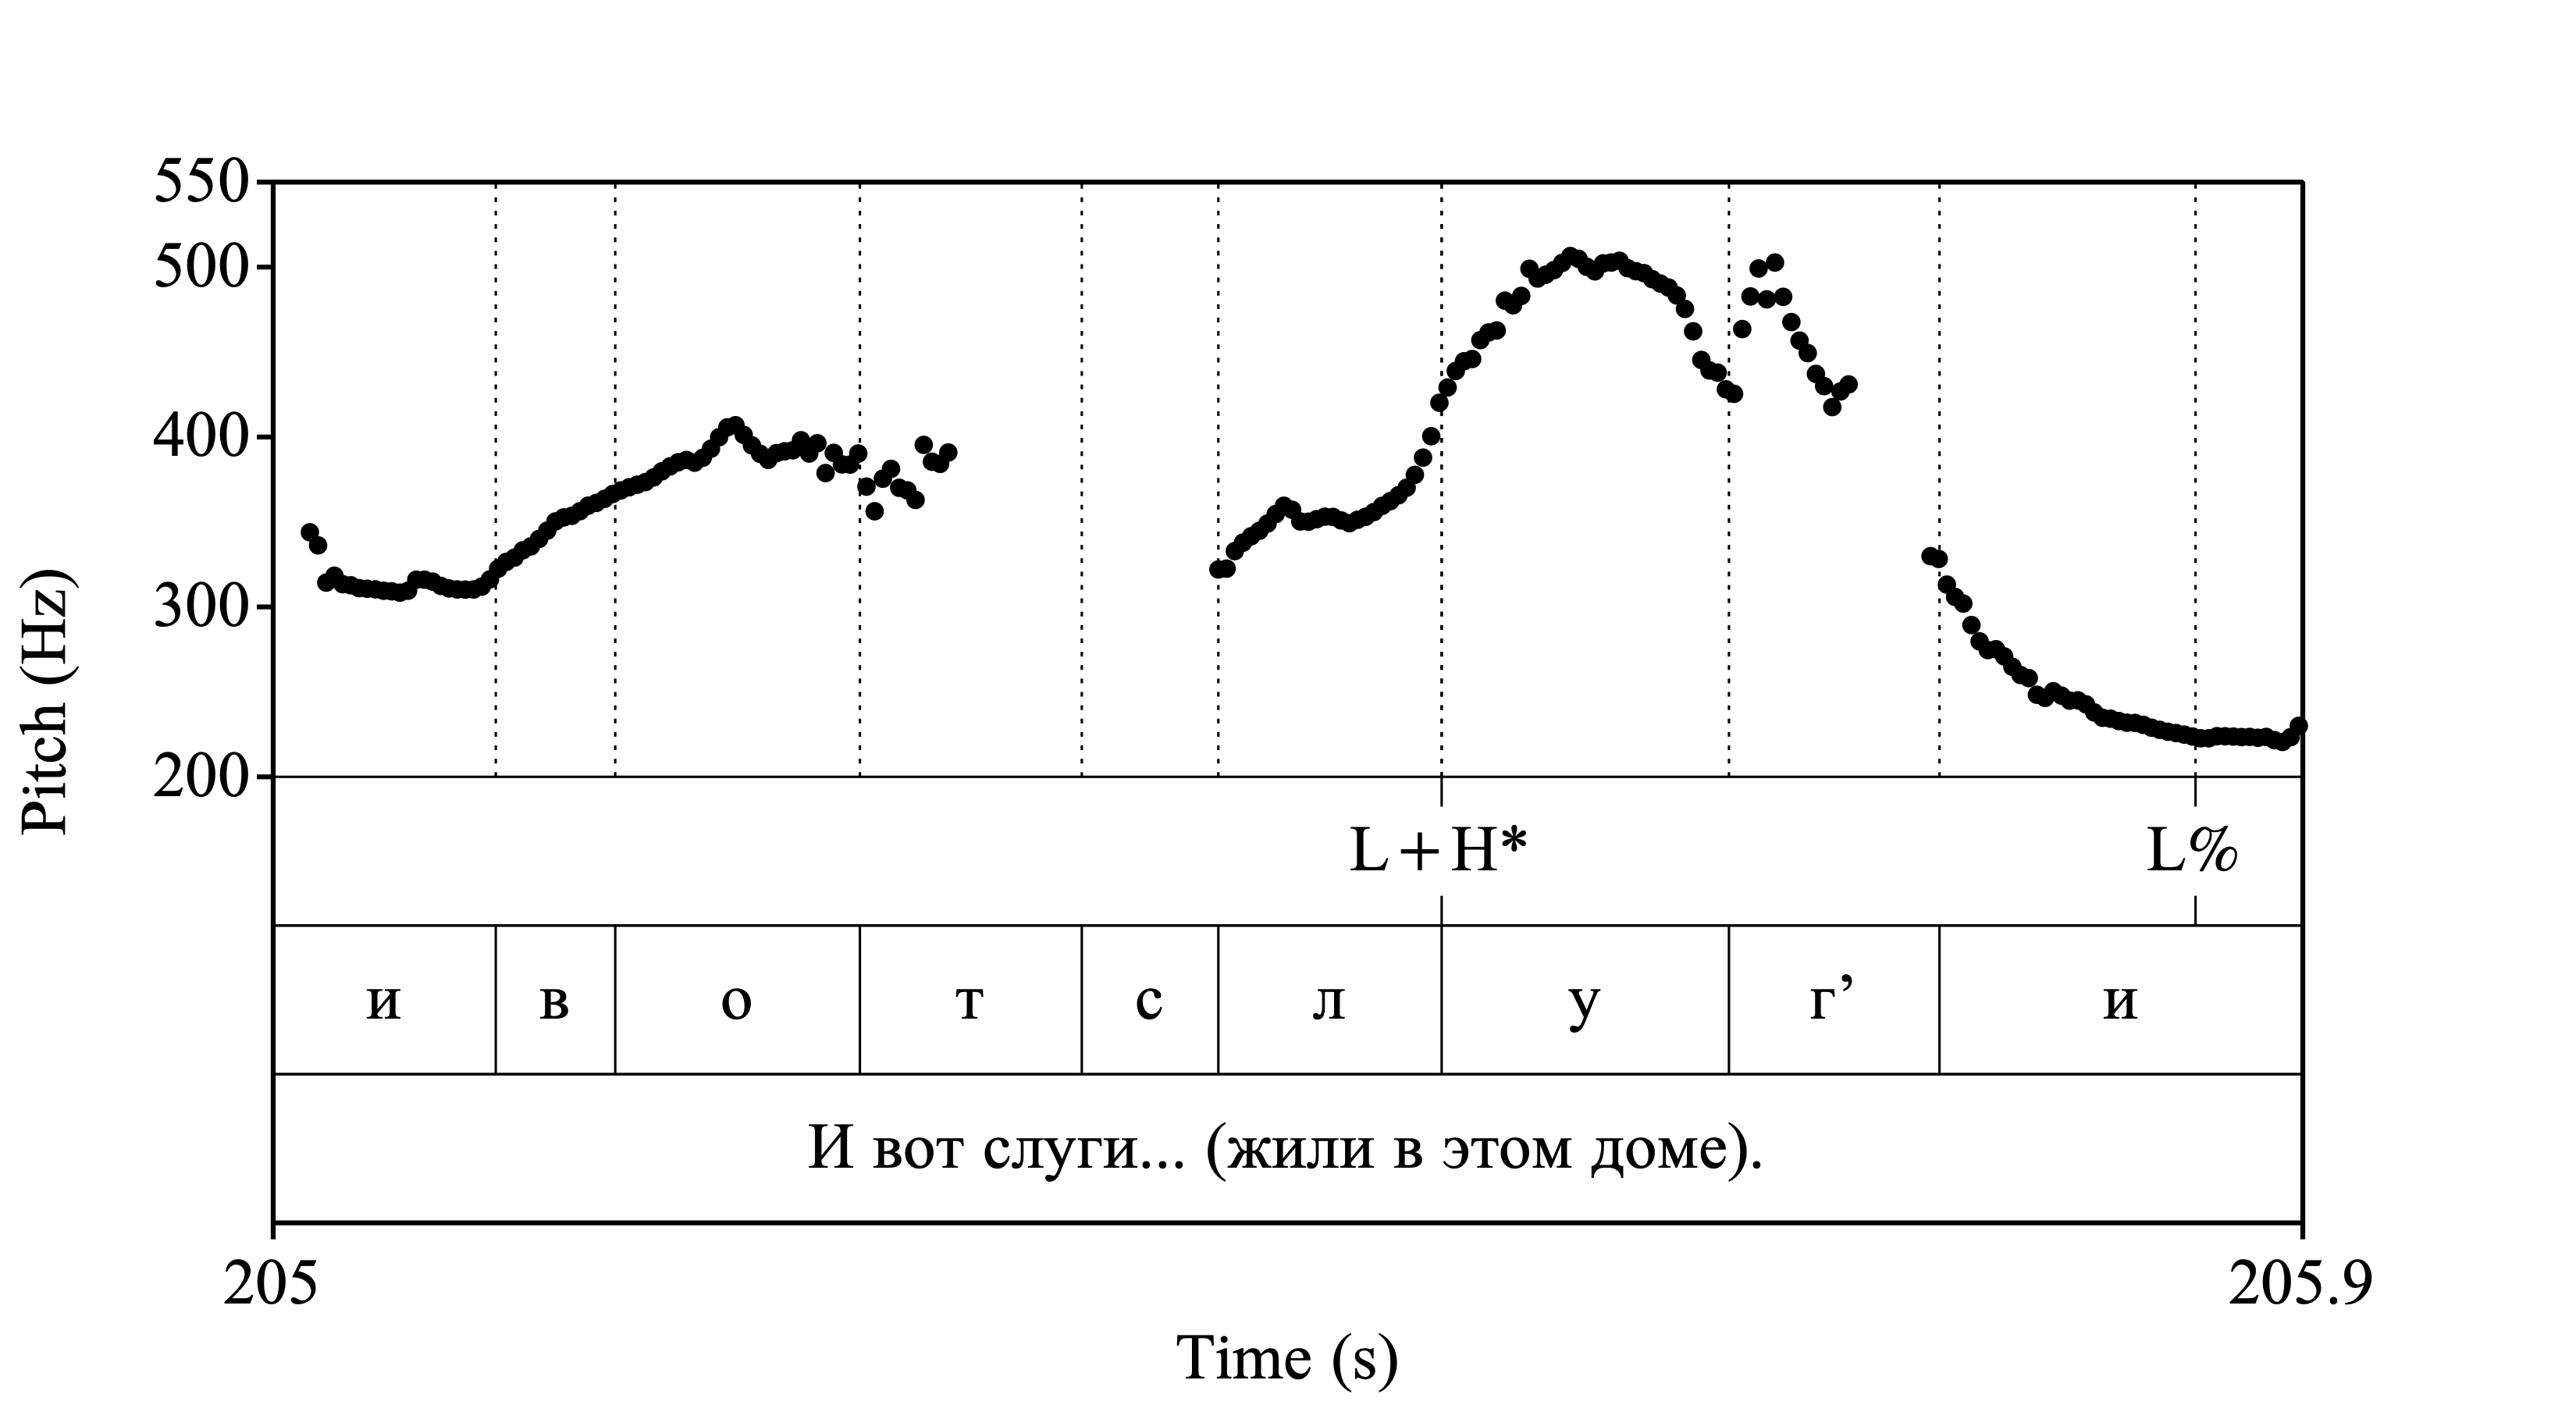 550
500
400
300
200
Pitch (Hz)
L+H* L%
и в о т с л у г’ и
И вот слуги... (жили в этом доме).
205 205.9
Time (s)